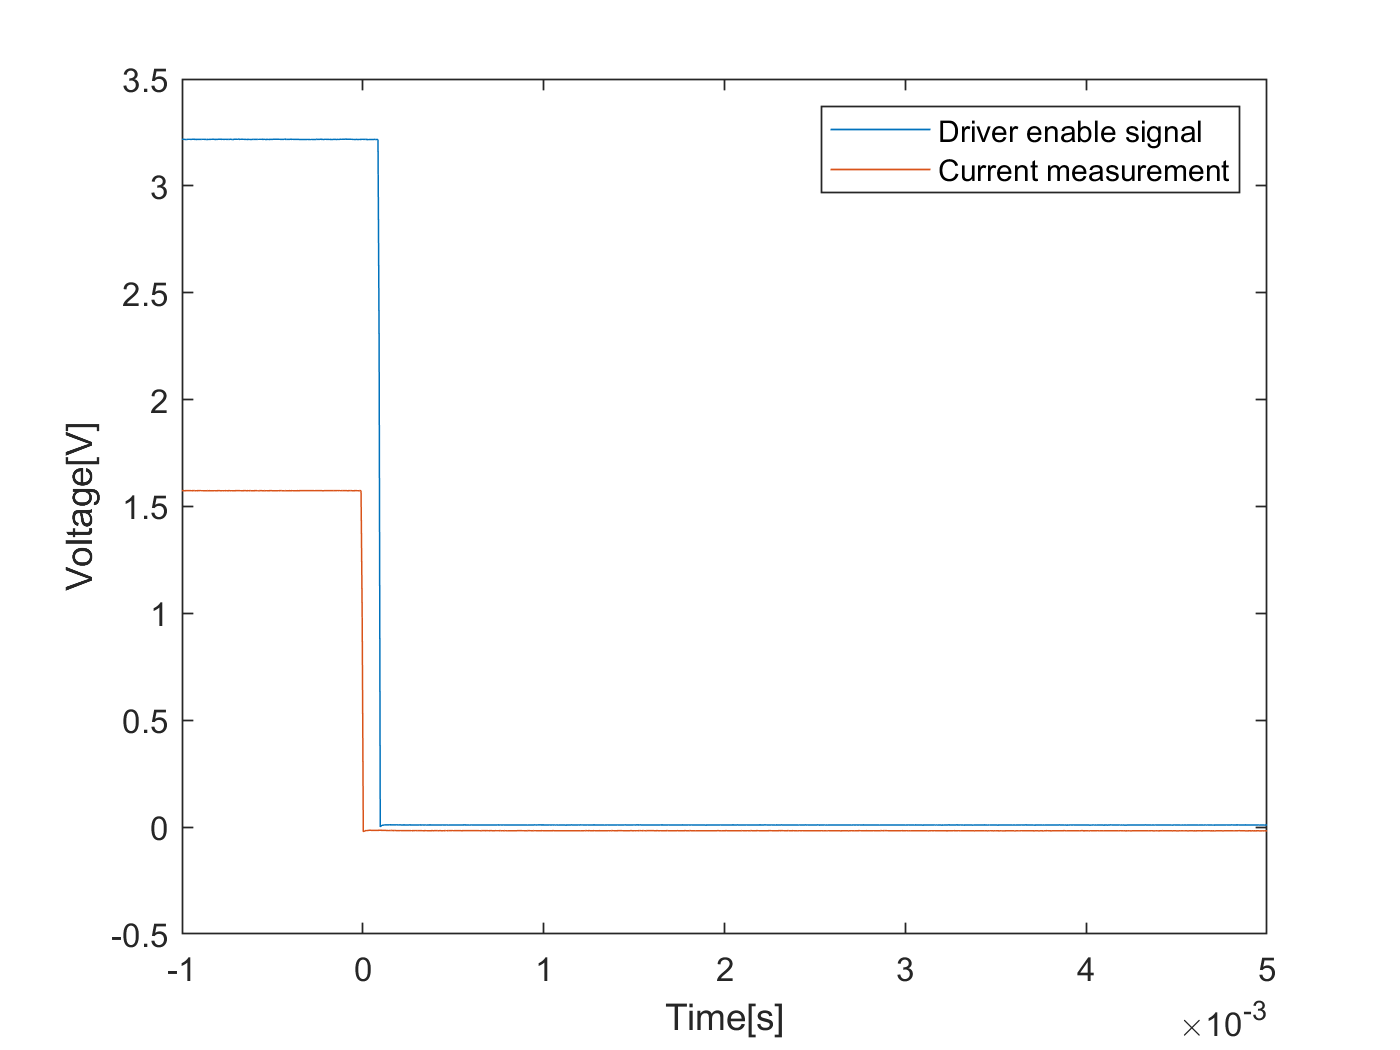 3.5
3
2.5
2
1.5
1
0.5
0
-0.5
Voltage[V]
Driver enable signal
Current measurement
-1 0 1 2 3 4 5
Time[s]
×10-3